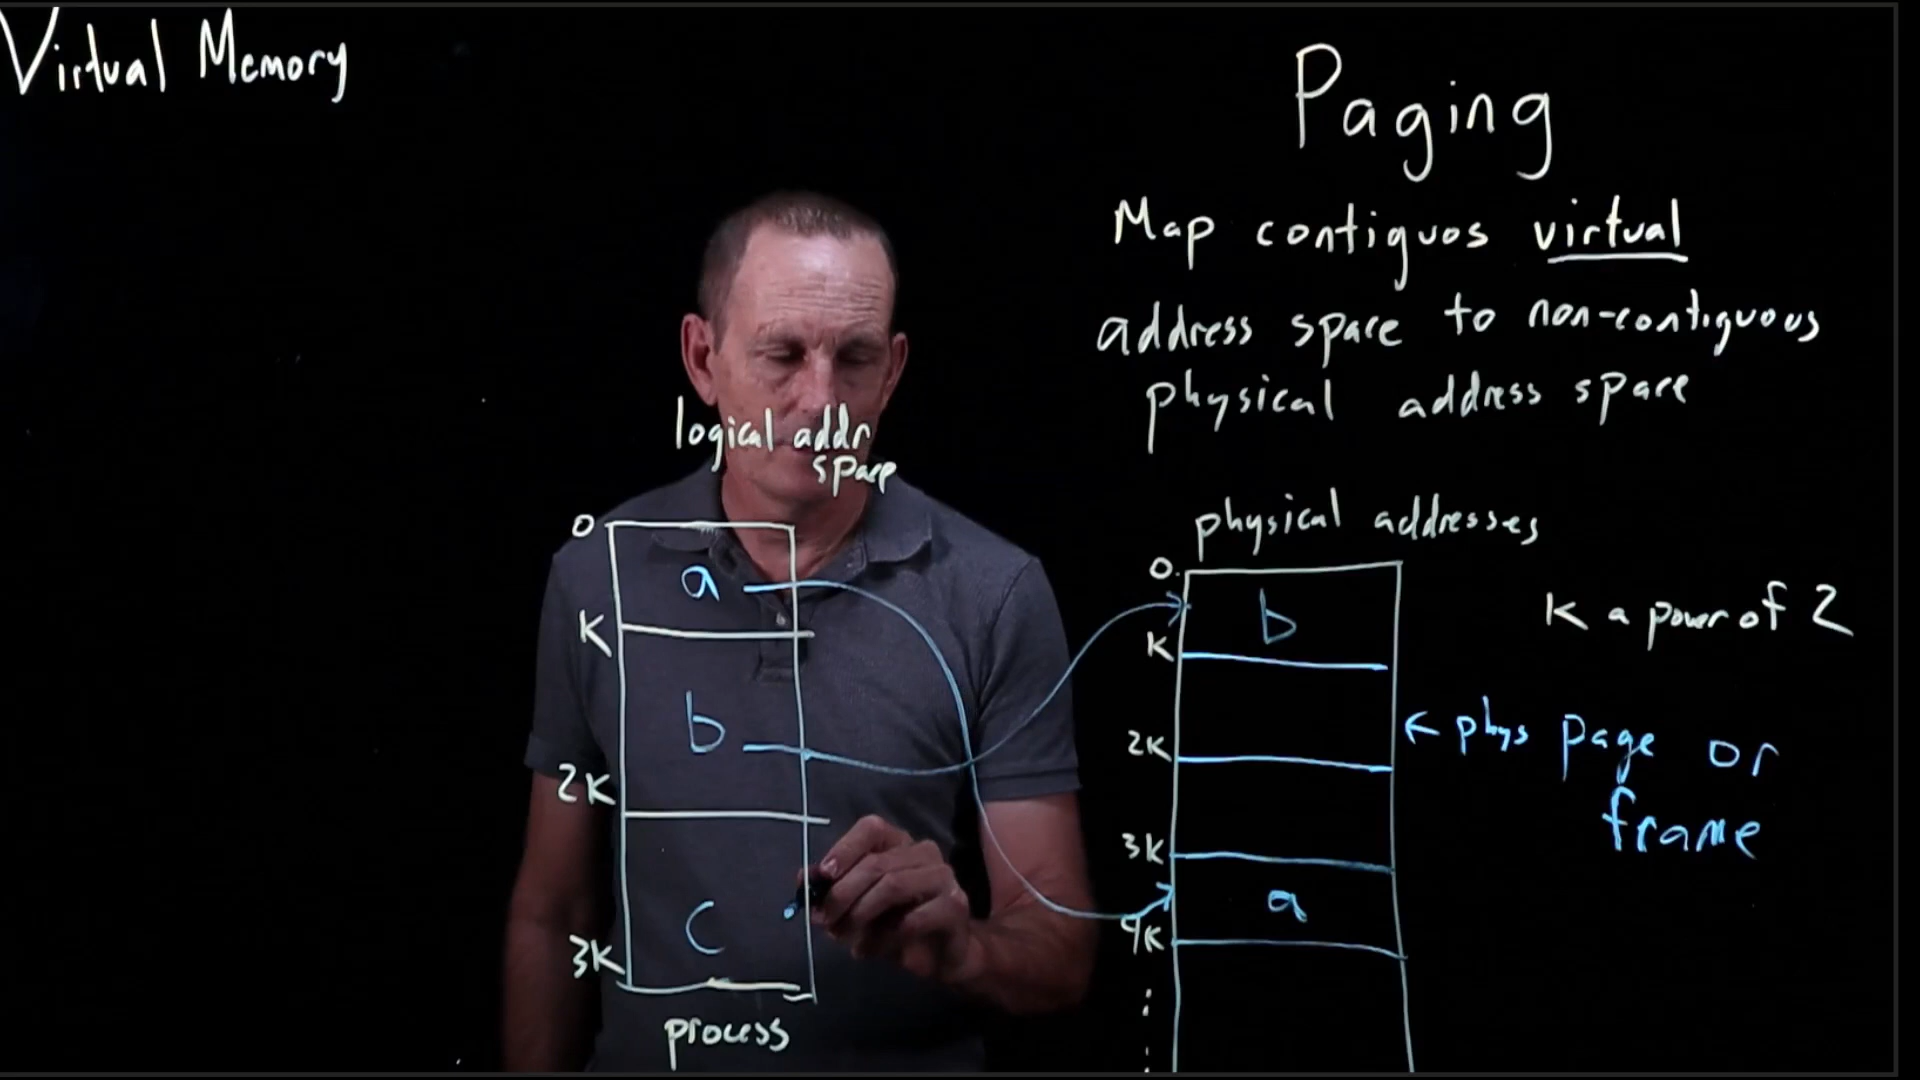 Virtual Memory
Paging
Map contiguos virtual
address space to non-contiguous
physical address space
logical addr
space
0
a
K
b
2K
c
3K
process
physical addresses
0
b
K
2K
3K
a
4K
K a power of 2
← phys page or
frame